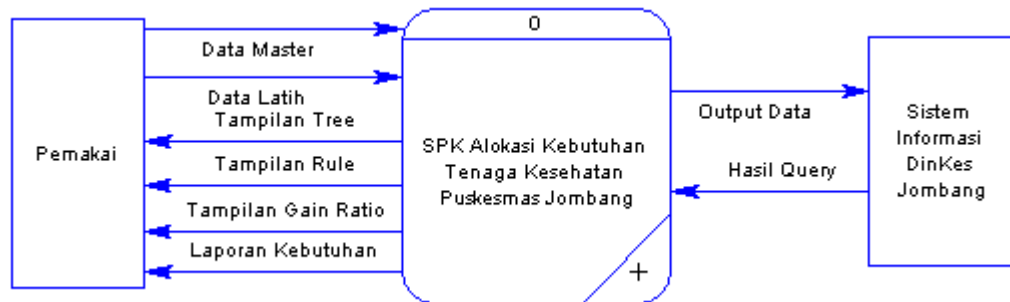 0
Data Master
Data Latih
Tampilan Tree
Pemakai
Tampilan Rule
Tampilan Gain Ratio
Laporan Kebutuhan
SPK Alokasi Kebutuhan
Tenaga Kesehatan
Puskesmas Jombang
+
Output Data
Hasil Query
Sistem
Informasi
DinKes
Jombang